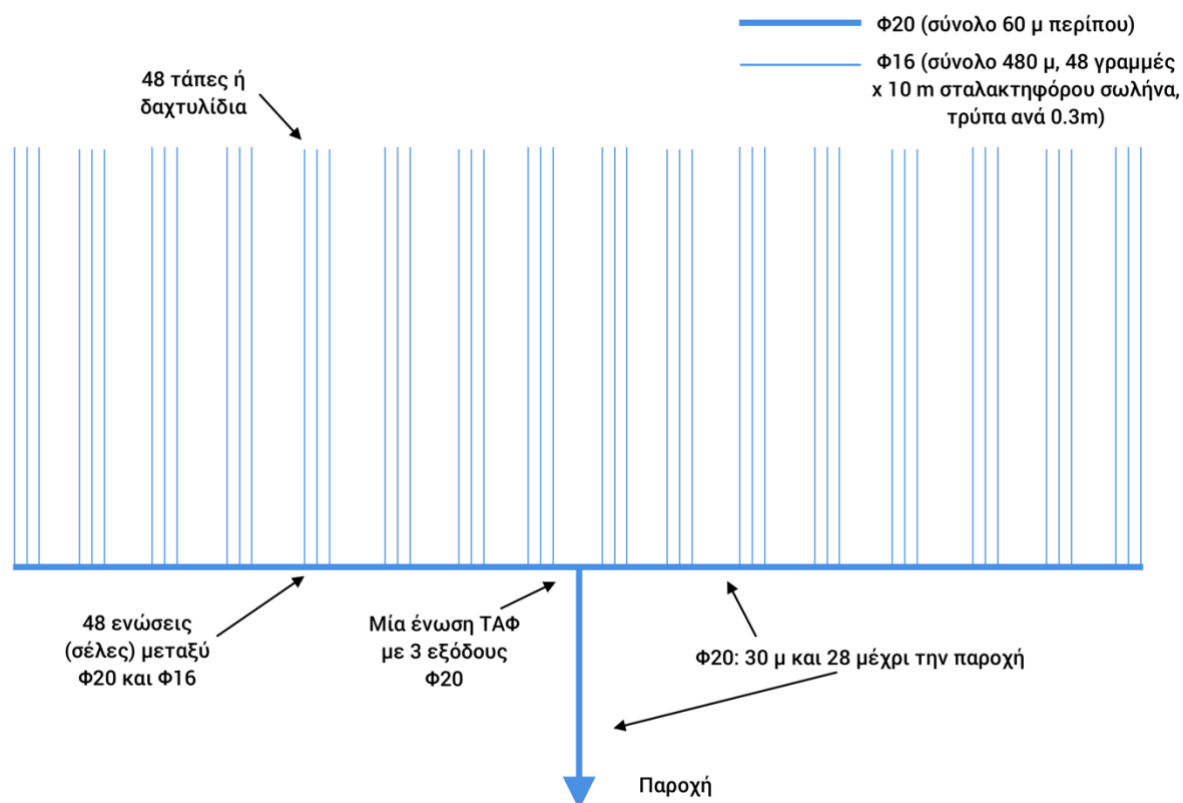 Φ20 (σύνολο 60 μ περίπου)
Φ16 (σύνολο 480 μ, 48 γραμμές
x 10 m σταλακτηφόρου σωλήνα,
τρύπα ανά 0.3m)
48 τάπες ή
δαχτυλίδια
48 ενώσεις
(σέλες) μεταξύ
Φ20 και Φ16
Μία ένωση ΤΑΦ
με 3 εξόδους
Φ20
Φ20: 30 μ και 28 μέχρι την παροχή
Παροχή